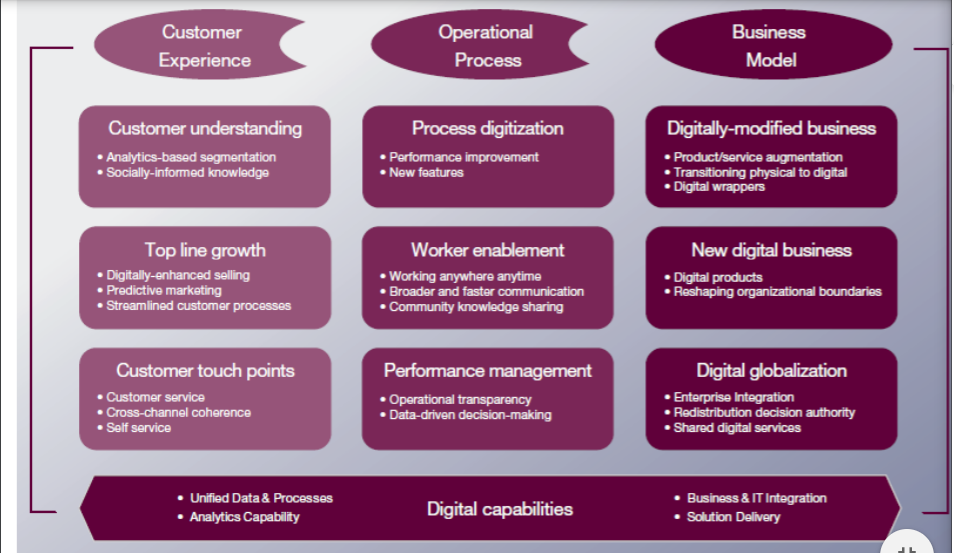 Customer
Experience
Operational
Process
Business
Model
Customer understanding
• Analytics-based segmentation
• Socially-informed knowledge
Process digitization
• Performance improvement
• New features
Digitally-modified business
• Product/service augmentation
• Transitioning physical to digital
• Digital wrappers
Top line growth
• Digitally-enhanced selling
• Predictive marketing
• Streamlined customer processes
Worker enablement
• Working anywhere anytime
• Broader and faster communication
• Community knowledge sharing
New digital business
• Digital products
• Reshaping organizational boundaries
Customer touch points
• Customer service
• Cross-channel coherence
• Self service
Performance management
• Operational transparency
• Data-driven decision-making
Digital globalization
• Enterprise Integration
• Redistribution decision authority
• Shared digital services
• Unified Data & Processes
• Analytics Capability
Digital capabilities
• Business & IT Integration
• Solution Delivery